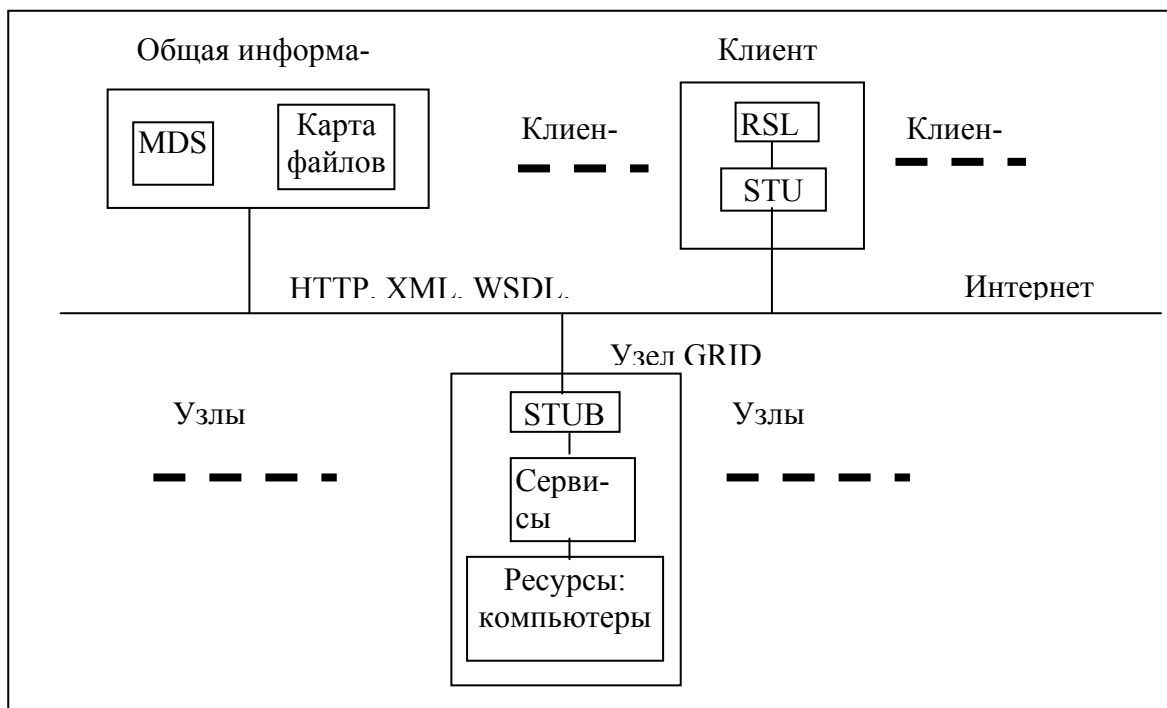 Общая информа-
Клиент
MDS
Карта
файлов
Клиен-
RSL
Клиен-
STU
HTTP, XML, WSDL,
Интернет
Узел GRID
Узлы
STUB
Узлы
Серви-
сы
Ресурсы:
компьютеры